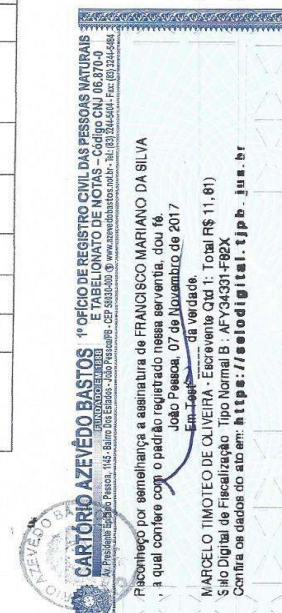 CARTÓRIO AZEVÊDO BASTOS
FUNDADO EM 1888
1º OFÍCIO DE REGISTRO CIVIL DAS PESSOAS NATURAIS
E TABELIONATO DE NOTAS – Código CNJ 06.870-0
Av. Presidente Epitácio Pessoa, 1145 - Bairro Dos Estados - João Pessoa/PB - CEP 58030-000 @ www.azevedobastos.not.br - Tel.: (83) 3244-5404 - Fax: (83) 3244-5484
Reconheço por semelhança a assinatura de FRANCISCO MARIANO DA SILVA
, a qual confere com o padrão registrado nessa serventia, dou fé.
João Pessoa, 07 de Novembro de 2017
Em Test° da verdade.
MARCELO TIMOTEO DE OLIVEIRA - Escrevente Qtd 1: Total R$ 11,61)
Selo Digital de Fiscalização Tipo Normal B : AFY34331-F82X
Confira os dados do ato em: https://selodigital.tjpb.jus.br